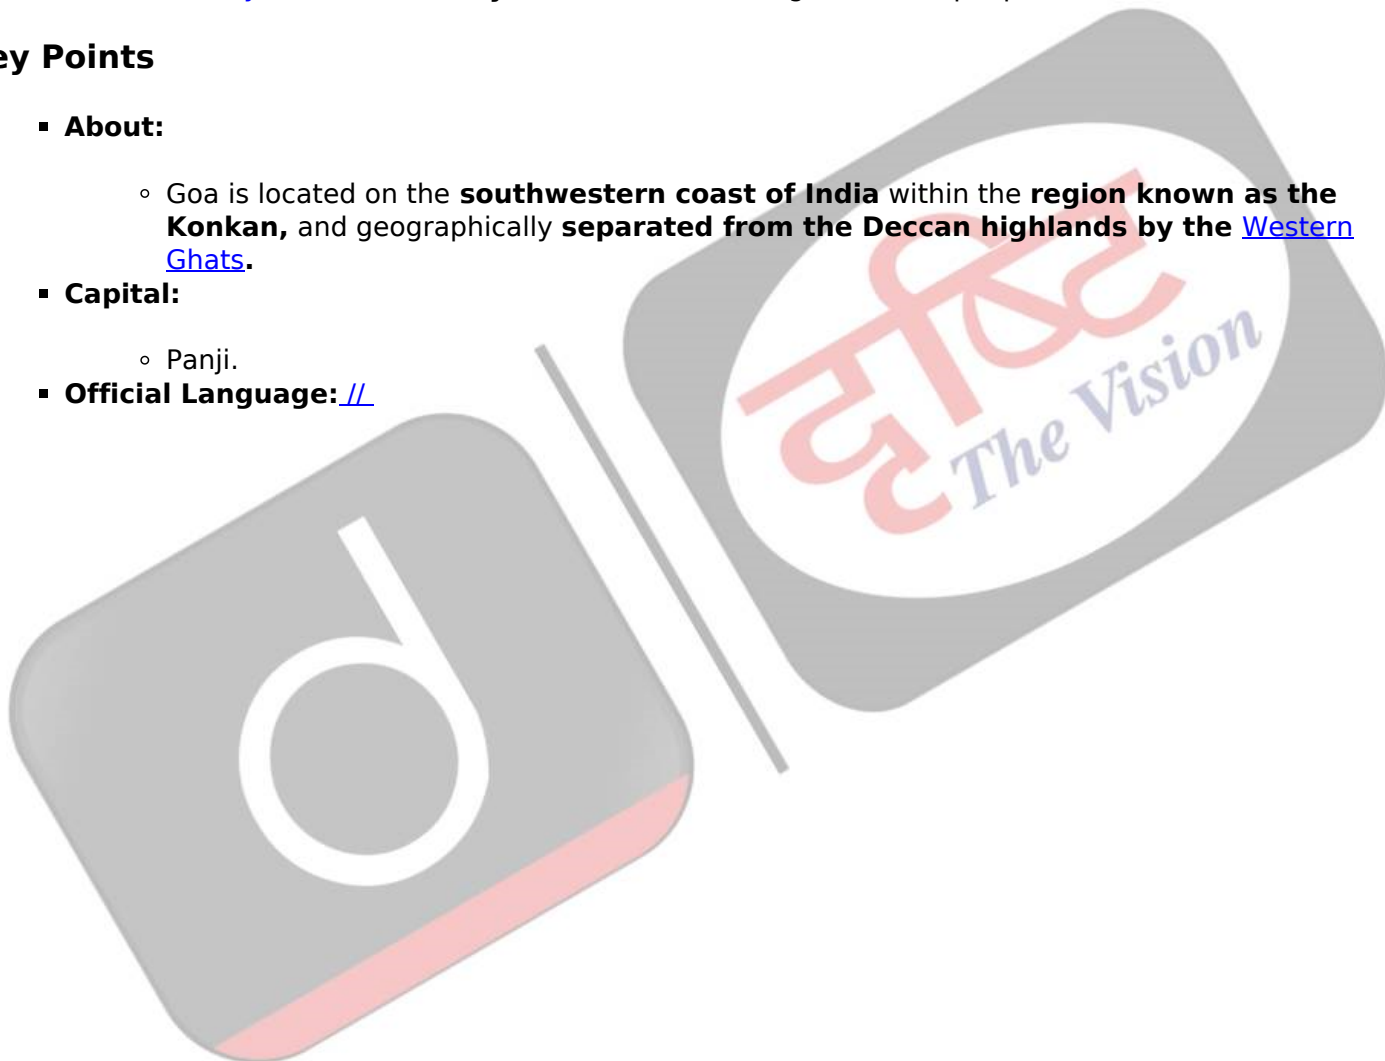 ey Points
▪ About:
◦ Goa is located on the southwestern coast of India within the region known as the
Konkan, and geographically separated from the Deccan highlands by the Western
Ghats.
▪ Capital:
◦ Panji.
▪ Official Language: //
दृष्टि
The Vision
d